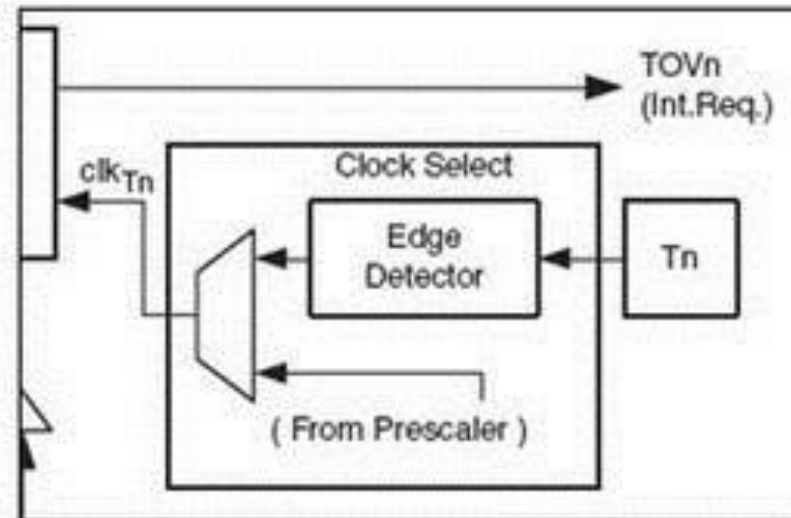 TOVn
(Int.Req.)
Clock Select
clkTn
Edge
Detector
Tn
( From Prescaler )